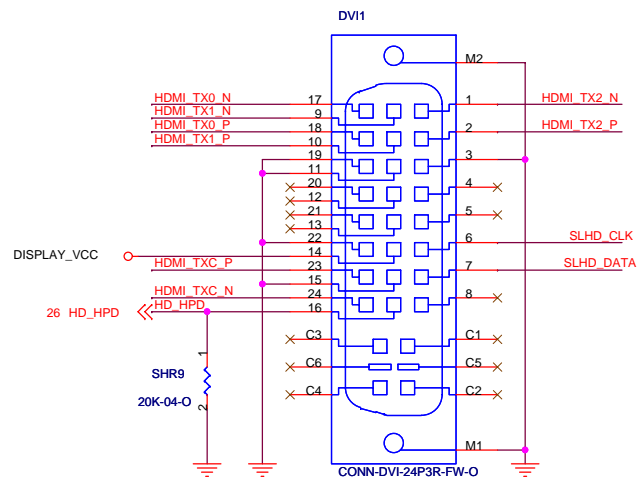 DVI1
M2
HDMI_TX0_N 17 1 HDMI_TX2_N
HDMI_TX1_N 9
HDMI_TX0_P 18 2 HDMI_TX2_P
HDMI_TX1_P 10
19 3
11
20 4
12
21 5
13
22 6 SLHD_CLK
DISPLAY_VCC 14
HDMI_TXC_P 23 7 SLHD_DATA
15
HDMI_TXC_N 24 8
26 HD_HPD HD_HPD 16
C3 C1
1
C6 C5
SHR9
C4 C2
20K-04-O
2
M1
CONN-DVI-24P3R-FW-O